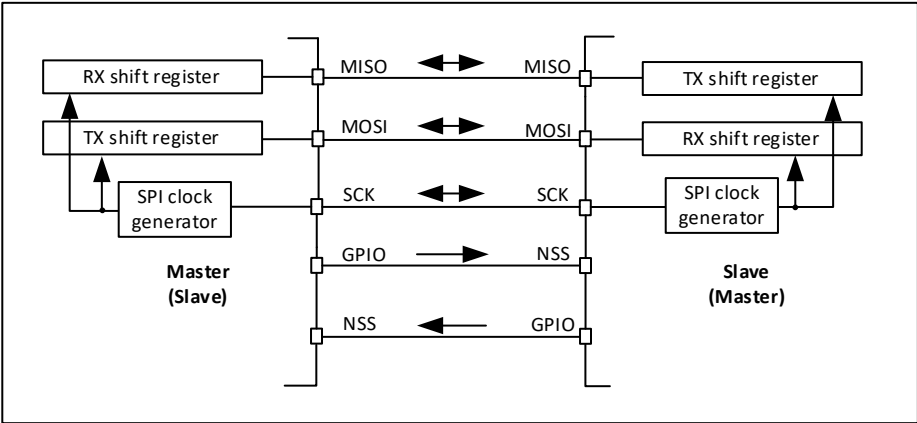 RX shift register
MISO
MISO
TX shift register
TX shift register
MOSI
MOSI
RX shift register
SPI clock
generator
SCK
SCK
SPI clock
generator
GPIO
NSS
Master
(Slave)
Slave
(Master)
NSS
GPIO